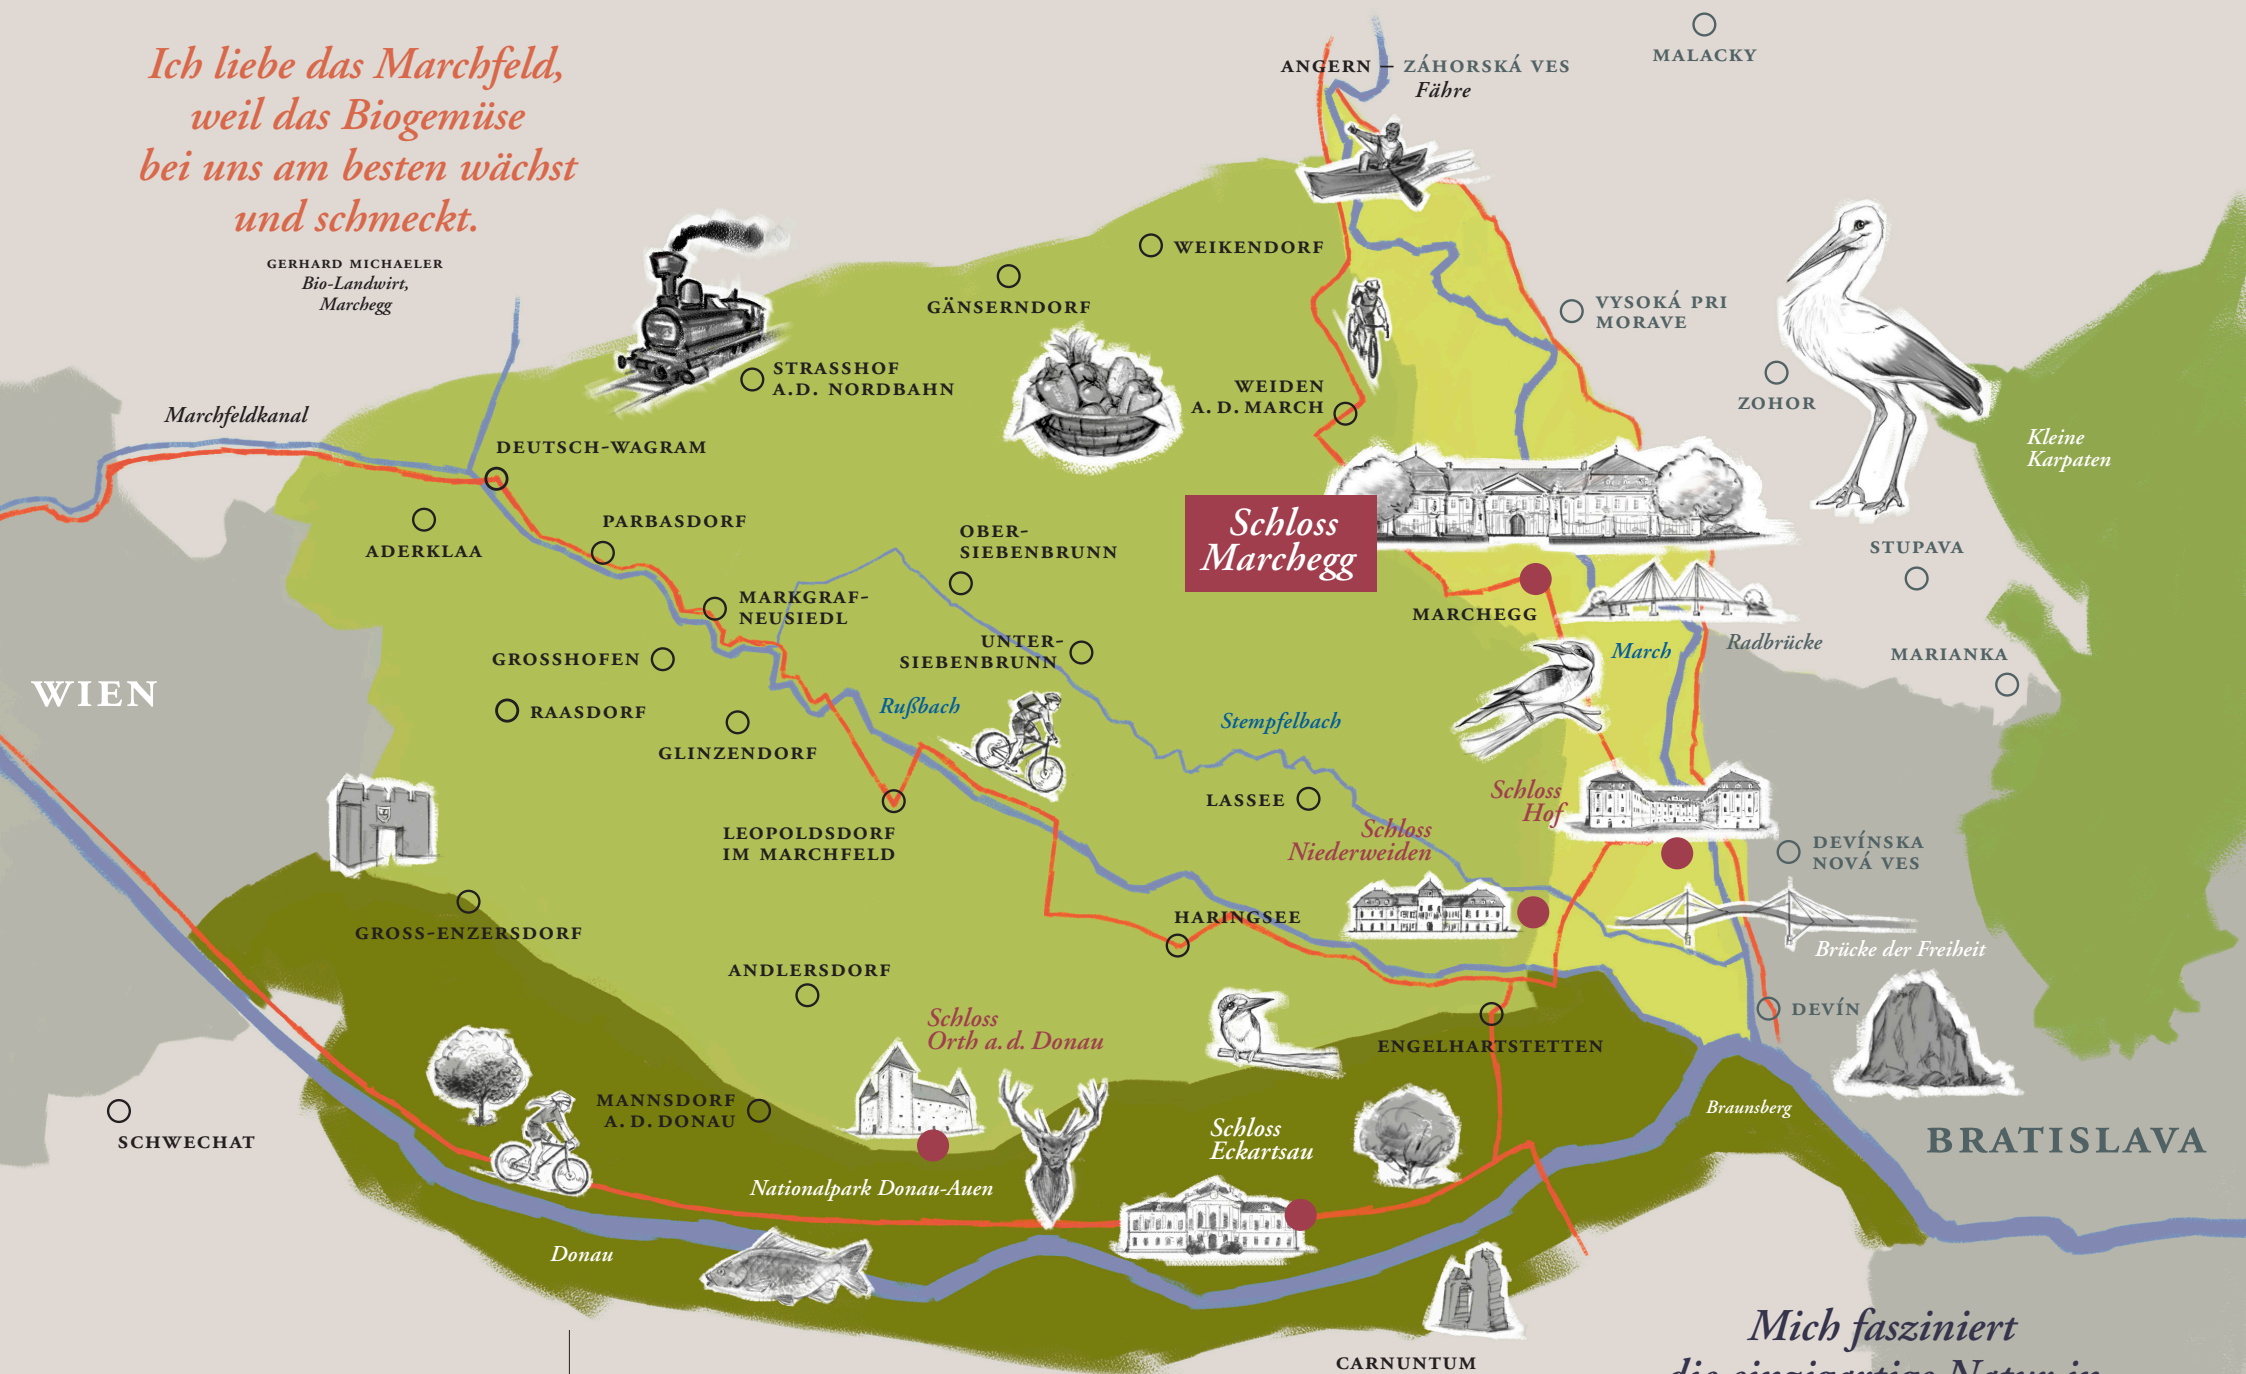 Ich liebe das Marchfeld,
weil das Biogemüse
bei uns am besten wächst
und schmeckt.
GERHARD MICHAELER
Bio-Landwirt,
Marchegg
ANGERN – ZÁHORSKÁ VES
Fähre
MALACKY
WEIKENDORF
GÄNSERNDORF
VYSOKÁ PRI
MORAVE
STRASSHOF
A.D. NORDBAHN
WEIDEN
A. D. MARCH
ZOHOR
Marchfeldkanal
DEUTSCH-WAGRAM
Kleine
Karpaten
PARBASDORF
ADERKLAA
OBER-
SIEBENBRUNN
Schloss
Marchegg
STUPAVA
MARKGRAF-
NEUSIEDL
MARCHEGG
GROSSHOFEN
UNTER-
SIEBENBRUNN
March
Radbrücke
MARIANKA
WIEN
RAASDORF
Rußbach
Stempfelbach
GLINZENDORF
LASSEE
Schloss
Hof
LEOPOLDSDORF
IM MARCHFELD
Schloss
Niederweiden
DEVÍNSKA
NOVÁ VES
HARINGSEE
GROSS-ENZERSDORF
Brücke der Freiheit
ANDLERSDORF
Schloss
Orth a. d. Donau
DEVÍN
ENGELHARTSTETTEN
MANNSDORF
A. D. DONAU
Braunsberg
Schloss
Eckartsau
SCHWECHAT
BRATISLAVA
Nationalpark Donau-Auen
Donau
CARNUNTUM
Mich fasziniert
die einzigartige Natur in